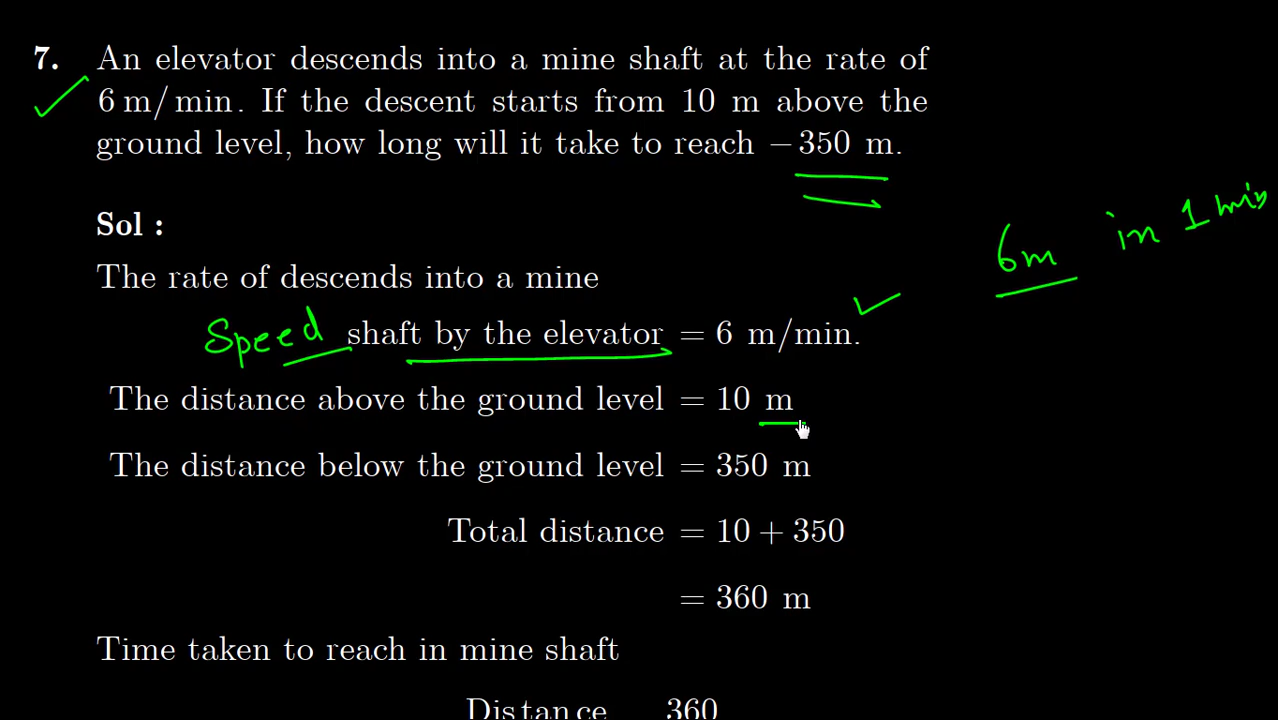 7. An elevator descends into a mine shaft at the rate of
6 m/min. If the descent starts from 10 m above the
ground level, how long will it take to reach −350 m.
Sol :
6m in 1 min
The rate of descends into a mine
Speed shaft by the elevator = 6 m/min.
The distance above the ground level = 10 m
The distance below the ground level = 350 m
Total distance = 10 + 350
= 360 m
Time taken to reach in mine shaft
Distance 360